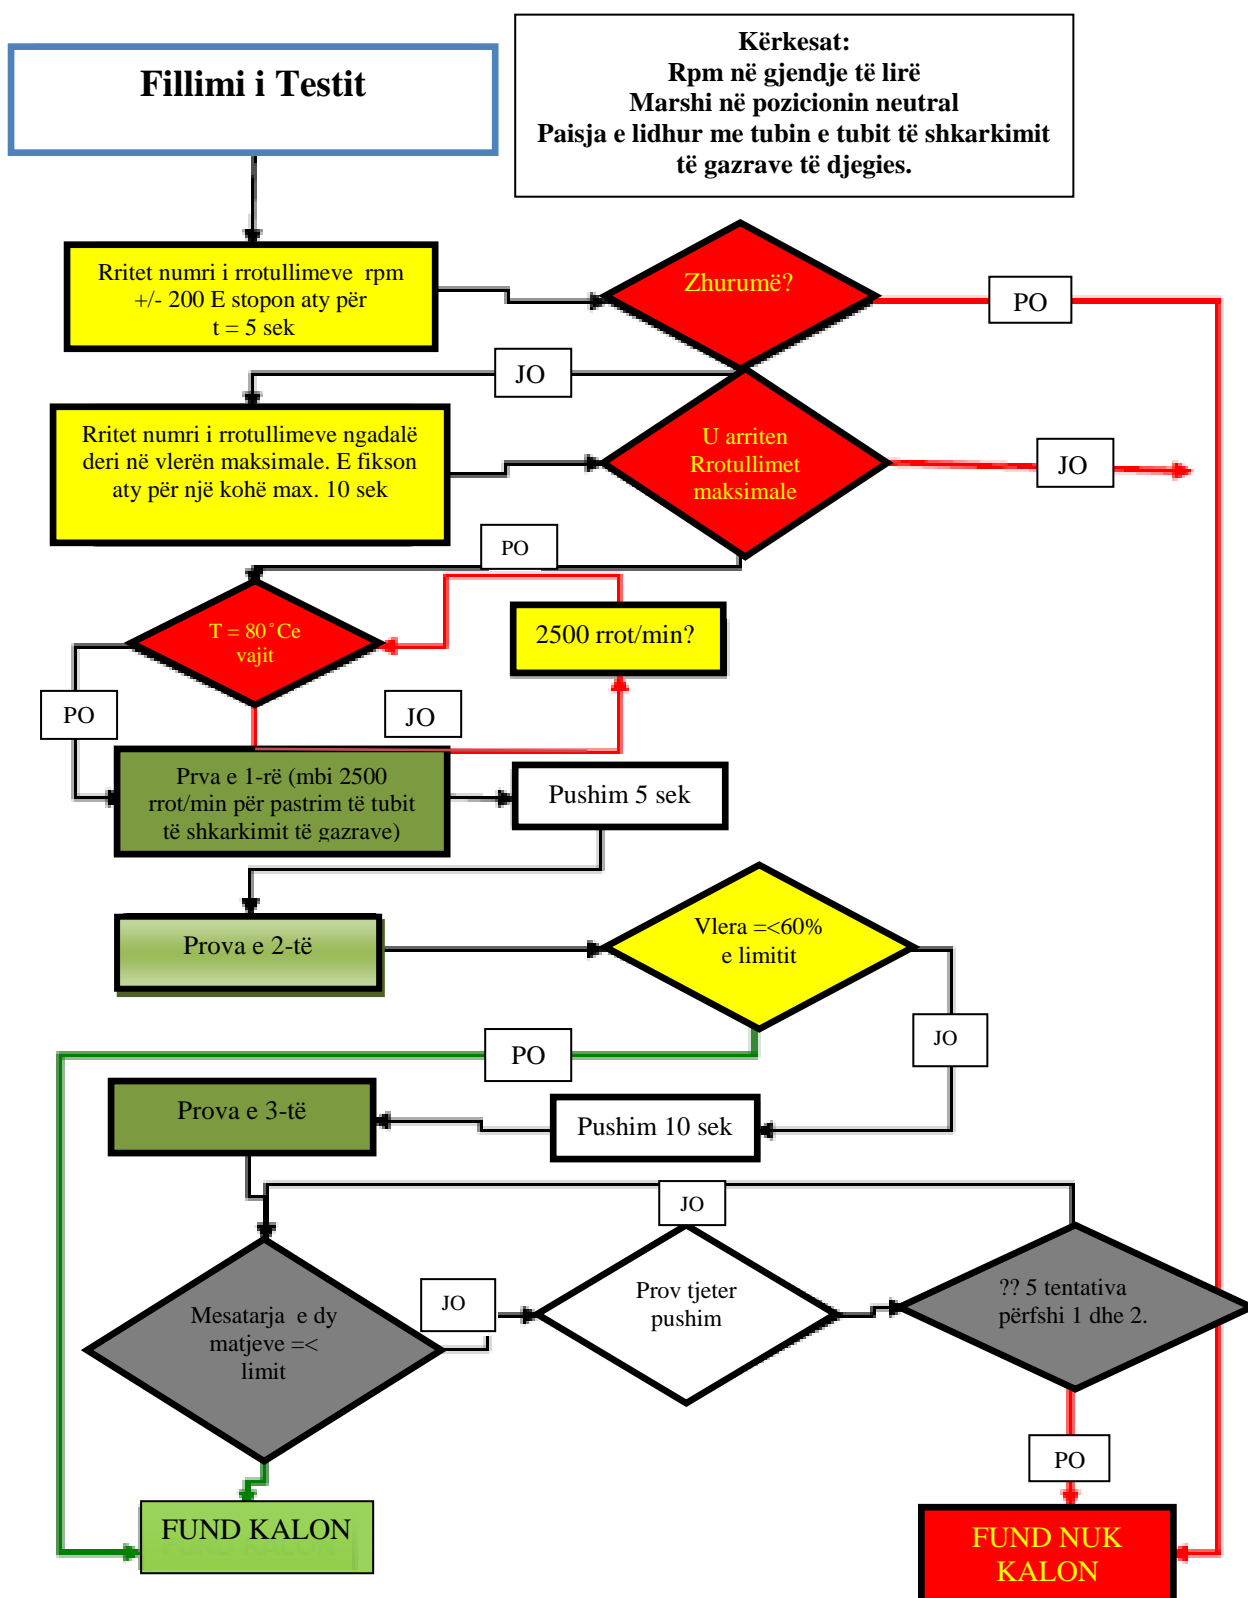 Fillimi i Testit
Kërkesat:
Rpm në gjendje të lirë
Marshi në pozicionin neutral
Paisja e lidhur me tubin e tubit të shkarkimit
të gazrave të djegies.
Rritet numri i rrotullimeve rpm
+/- 200 E stopon aty për
t = 5 sek
Zhurumë?
PO
JO
Rritet numri i rrotullimeve ngadalë
deri në vlerën maksimale. E fikson
aty për një kohë max. 10 sek
U arriten
Rrotullimet
maksimale
JO
PO
T = 80°Ce
vajit
2500 rrot/min?
PO
JO
Prva e 1-rë (mbi 2500
rrot/min për pastrim të tubit
të shkarkimit të gazrave)
Pushim 5 sek
Prova e 2-të
Vlera =<60%
e limitit
JO
PO
Prova e 3-të
Pushim 10 sek
JO
Mesatarja e dy
matjeve =<
limit
JO
Prov tjeter
pushim
?? 5 tentativa
përfshi 1 dhe 2.
PO
FUND KALON
FUND NUK
KALON